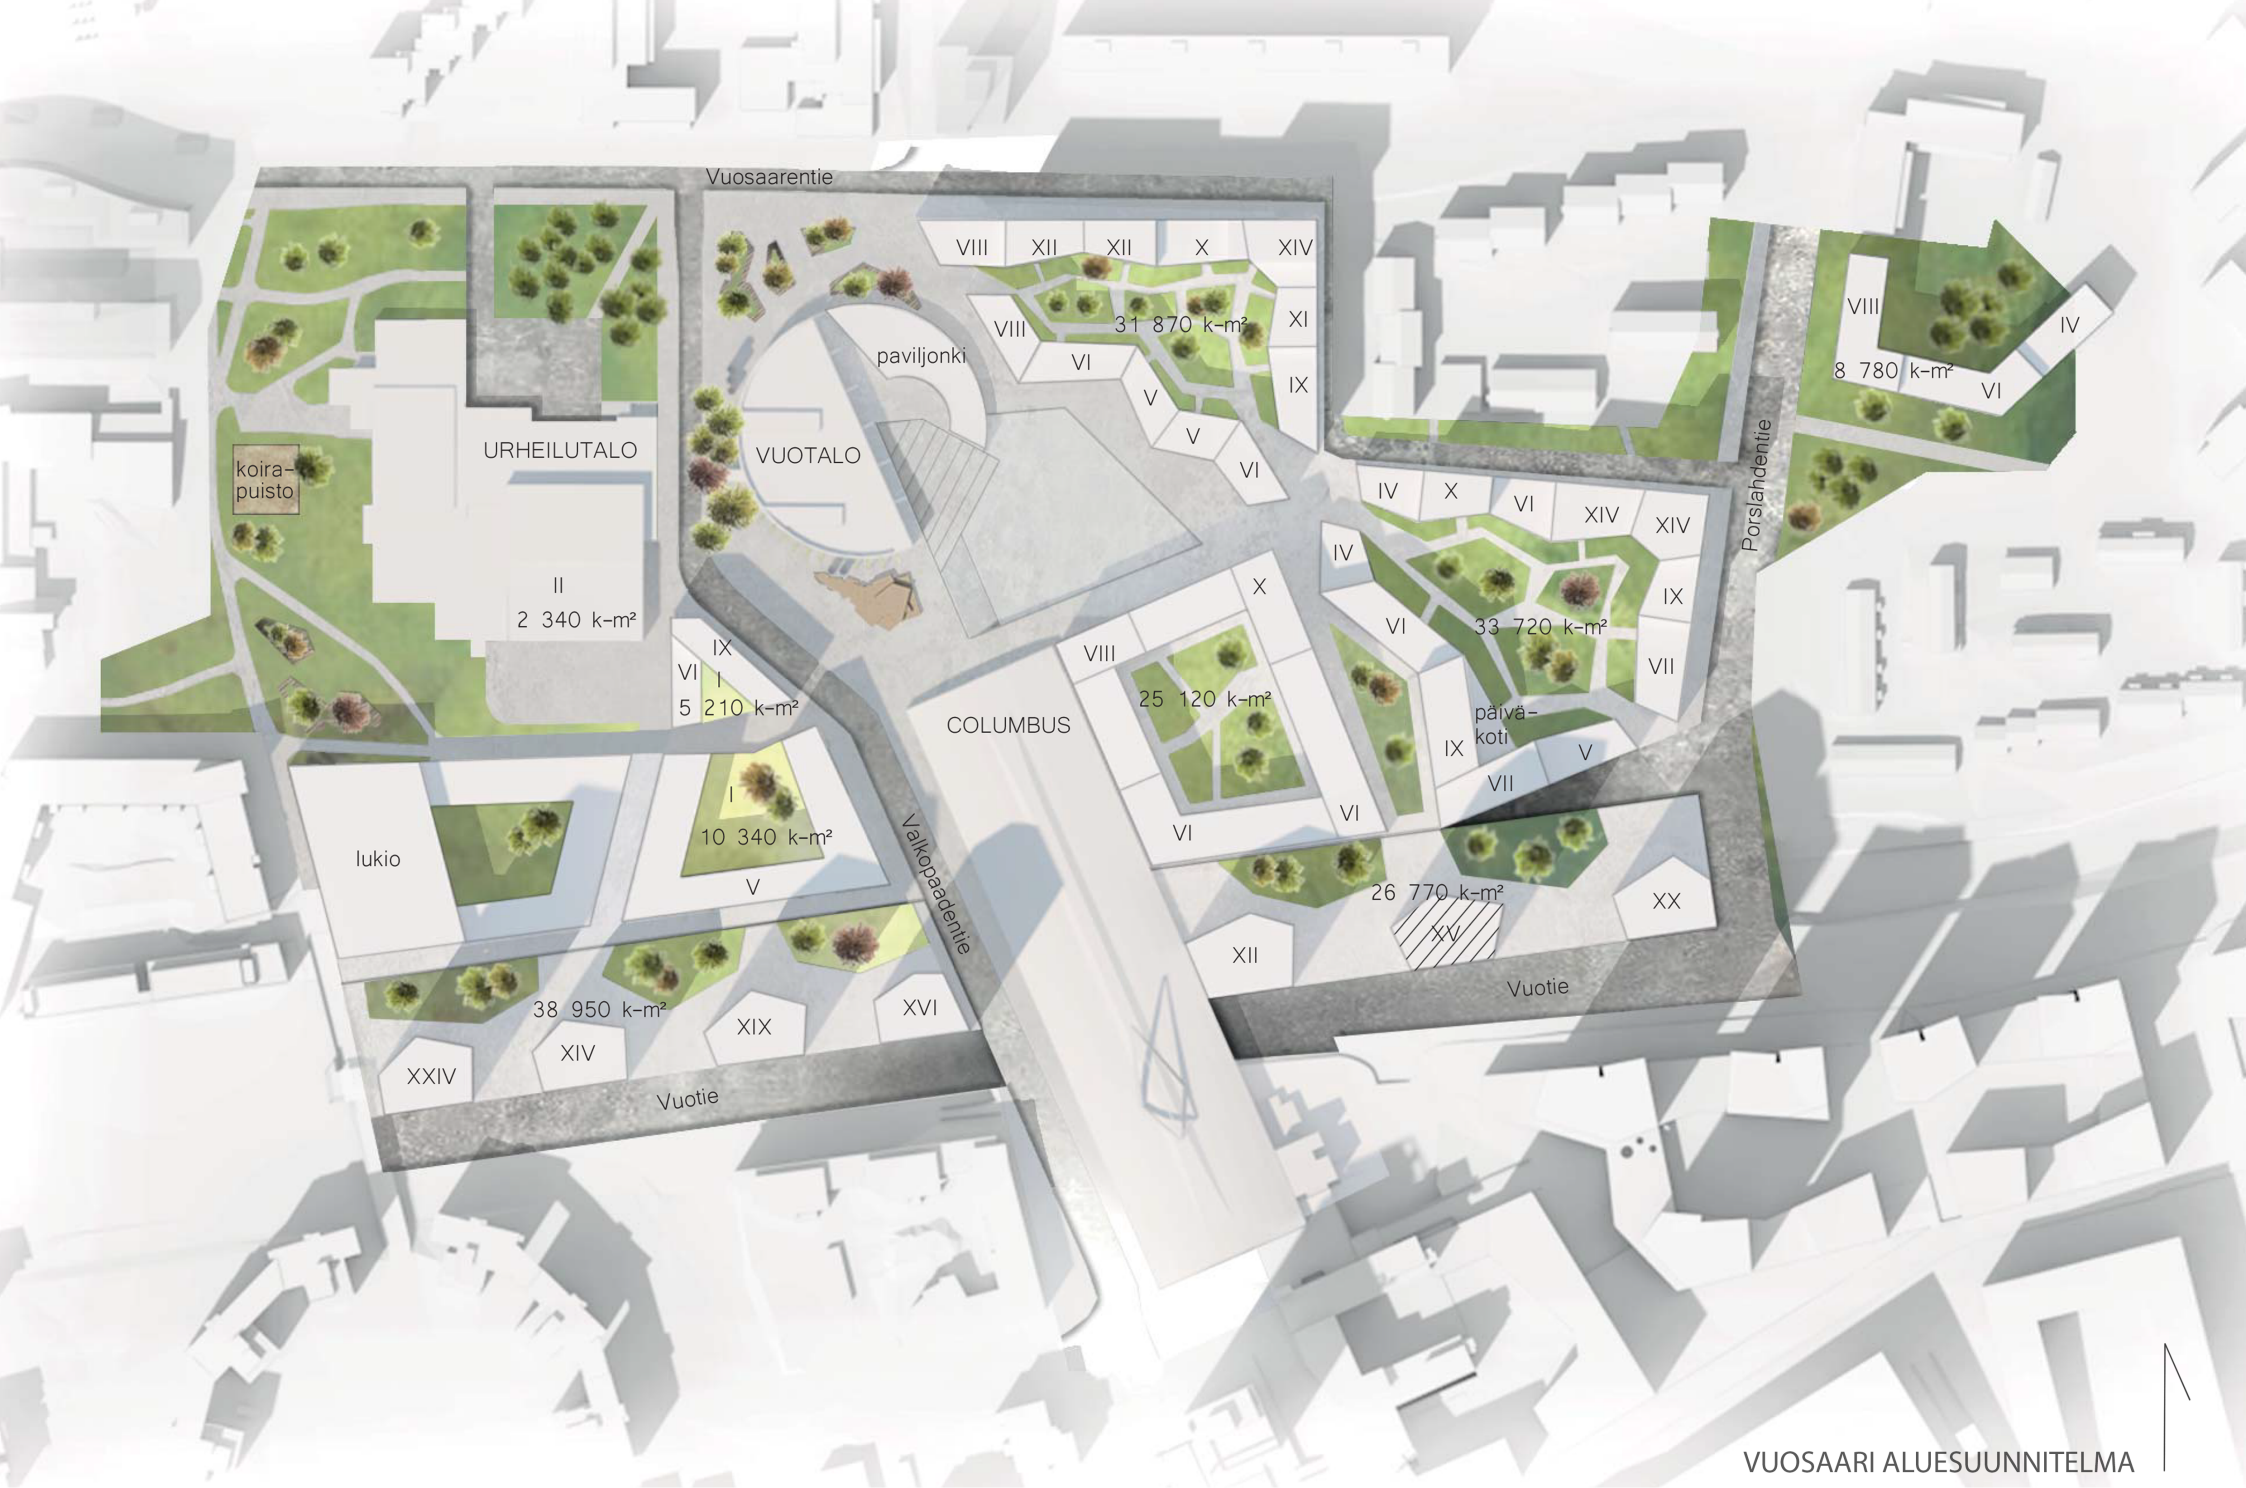 Vuosaarentie
VIII XII XII X XIV
VIII
31 870 k-m²
XI
VI
IX
V
V
VI
paviljonki
VUOTALO
URHEILUTALO
koira-
puisto
II
2 340 k-m²
VIII
IV
8 780 k-m²
VI
Porslahdentie
IV X VI XIV XIV
IV
IX
VI
33 720 k-m²
VII
päivä-
koti
IX
V
VII
X
VIII
25 120 k-m²
VI
VI
COLUMBUS
IX
VI
I
5 210 k-m²
I
10 340 k-m²
V
lukio
Valkopaadentie
26 770 k-m²
XX
XV
XII
Vuotie
38 950 k-m²
XVI
XIX
XIV
XXIV
Vuotie
VUOSAARI ALUESUUNNITELMA